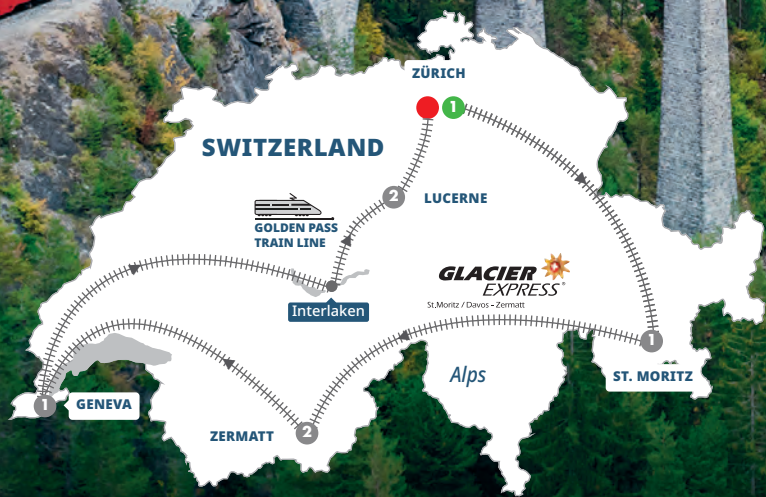 ZÜRICH
1
SWITZERLAND
2
LUCERNE
GOLDEN PASS
TRAIN LINE
GLACIER
EXPRESS®
St.Moritz / Davos - Zermatt
Interlaken
1
ST. MORITZ
Alps
1
GENEVA
ZERMATT
2